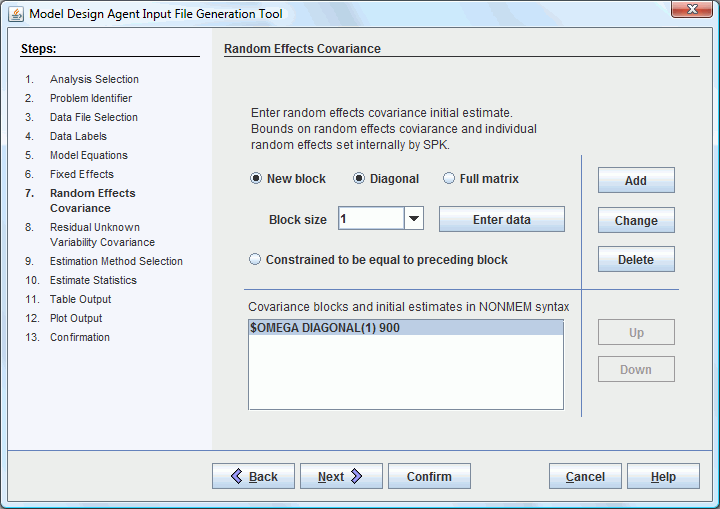 Model Design Agent Input File Generation Tool
Steps:
1. Analysis Selection
2. Problem Identifier
3. Data File Selection
4. Data Labels
5. Model Equations
6. Fixed Effects
7. Random Effects
Covariance
8. Residual Unknown
Variability Covariance
9. Estimation Method Selection
10. Estimate Statistics
11. Table Output
12. Plot Output
13. Confirmation
Random Effects Covariance
Enter random effects covariance initial estimate.
Bounds on random effects coviarance and individual
random effects set internally by SPK.
New block Diagonal Full matrix
Block size 1 Enter data
Constrained to be equal to preceding block
Add
Change
Delete
Covariance blocks and initial estimates in NONMEM syntax
$OMEGA DIAGONAL(1) 900
Up
Down
Back Next Confirm Cancel Help